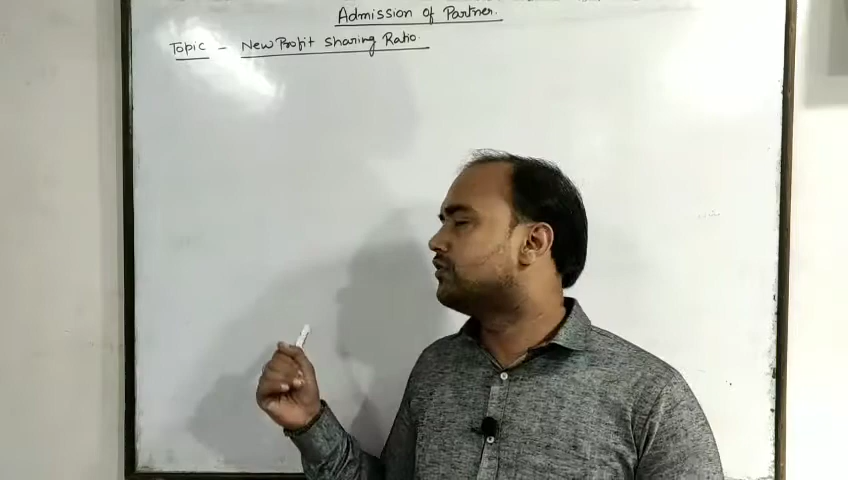 Admission of Partner.
Topic - New Profit Sharing Ratio.